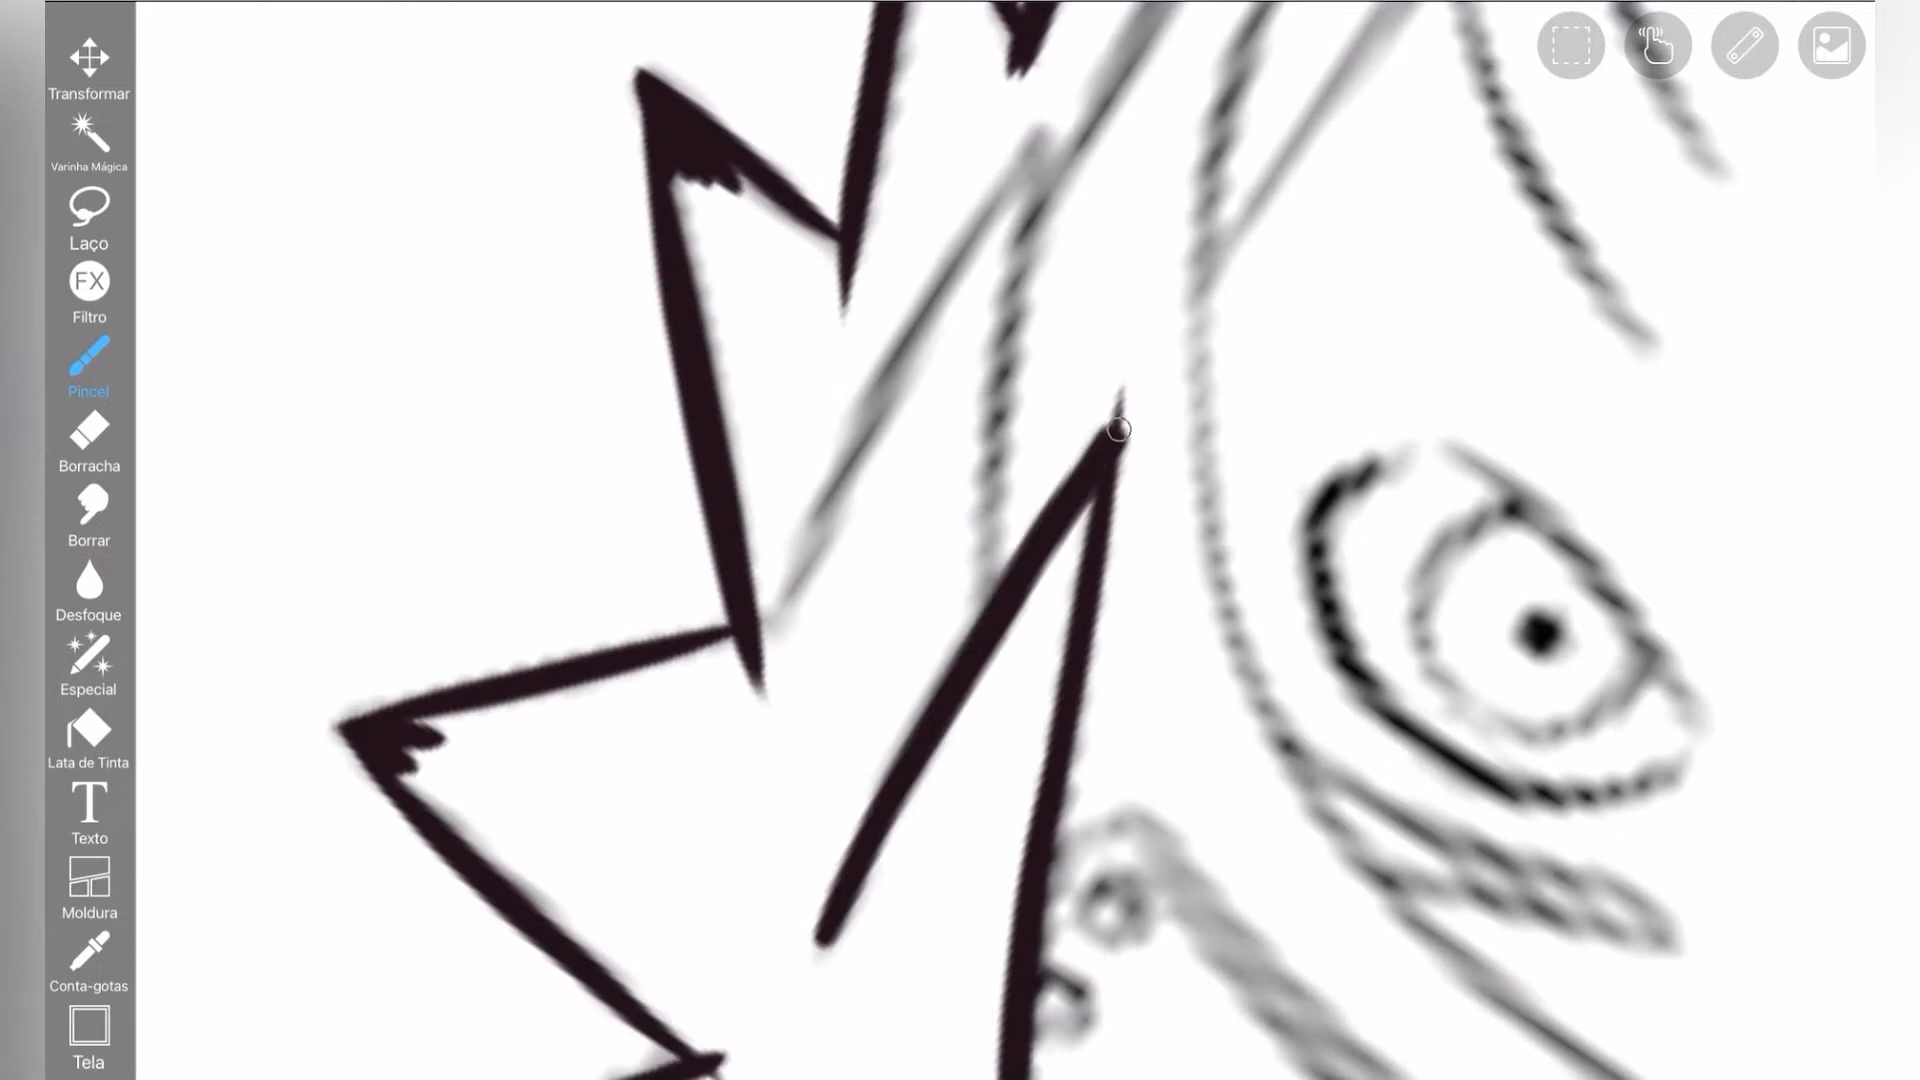 Transformar
Varinha Mágica
Laço
FX
Filtro
Pincel
Borracha
Borrar
Desfoque
Especial
Lata de Tinta
T
Texto
Moldura
Conta-gotas
Tela